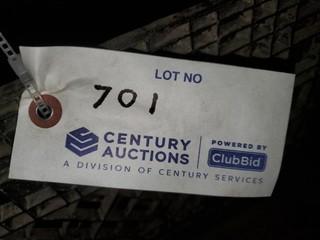 LOT NO
701
CENTURY AUCTIONS
POWERED BY
ClubBid
A DIVISION OF CENTURY SERVICES